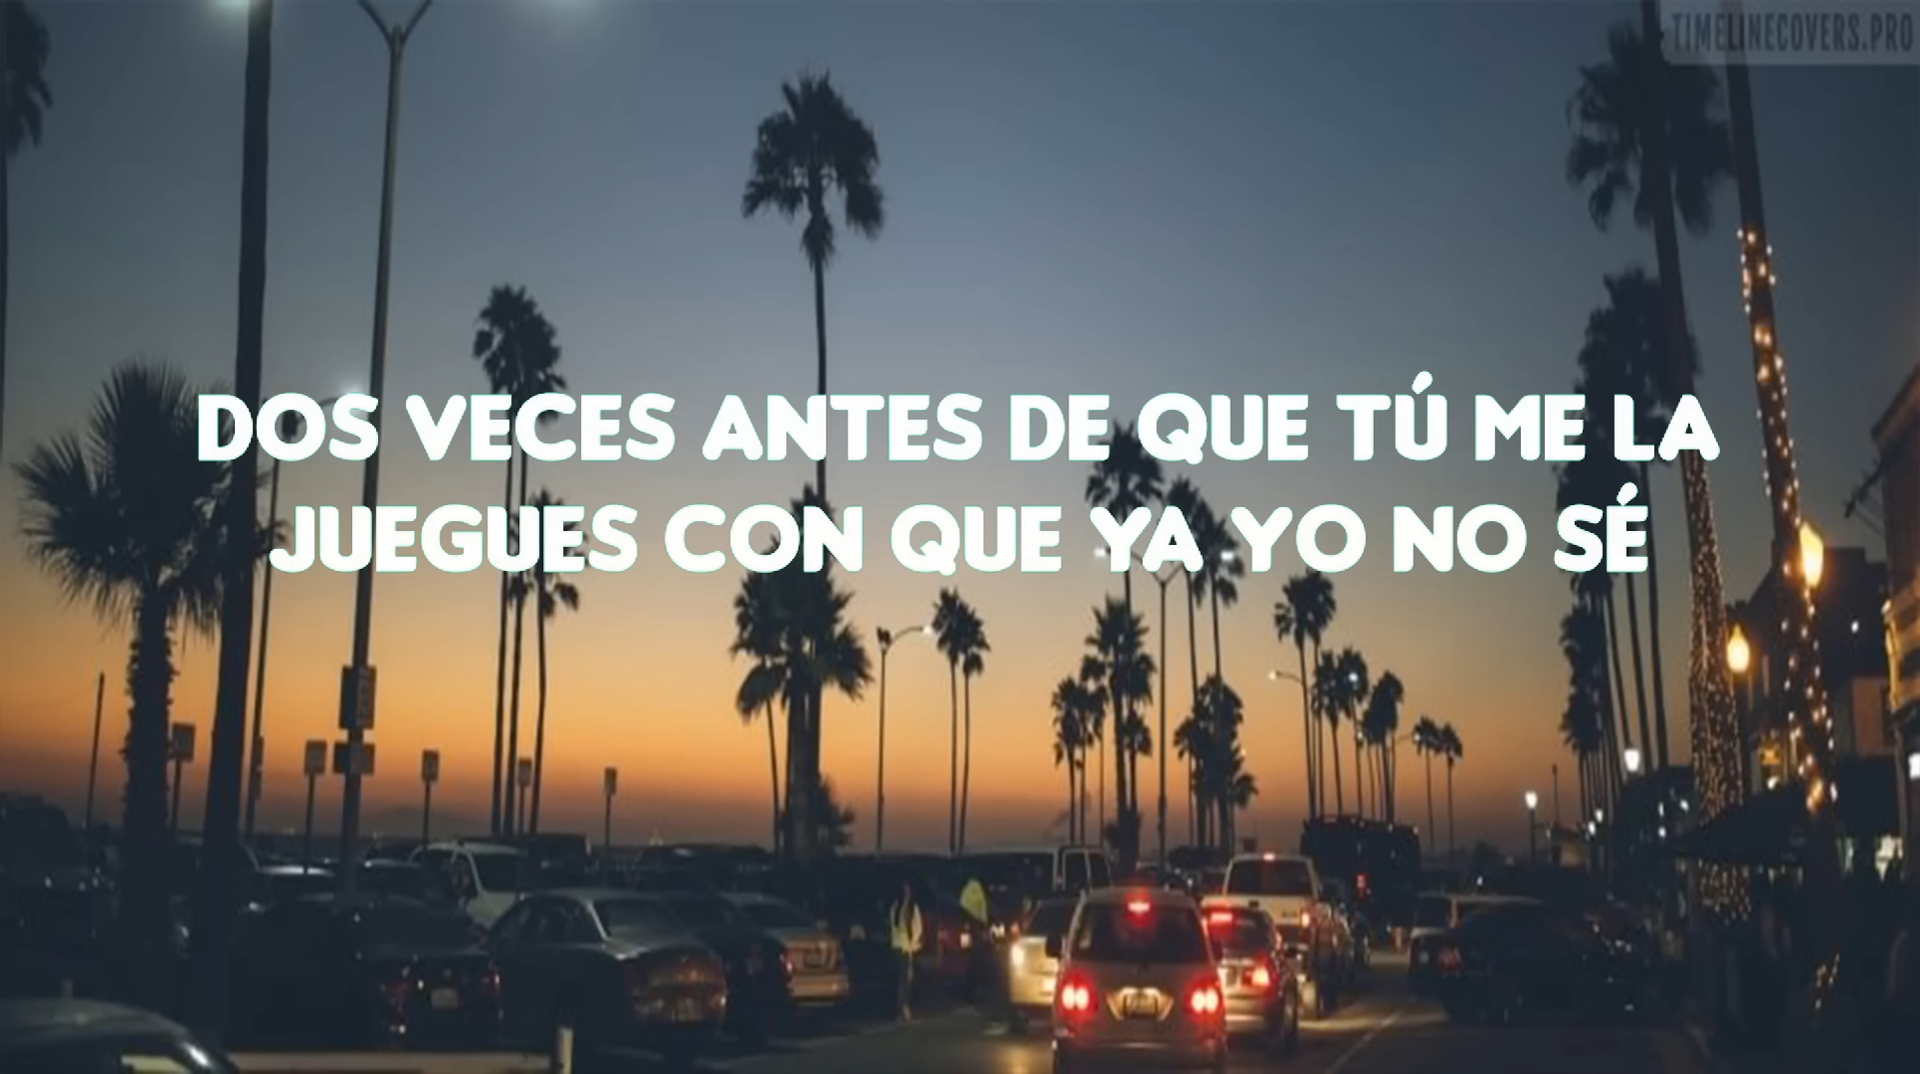 TIMELINECOVERS.PRO
DOS VECES ANTES DE QUE TÚ ME LA
JUEGUES CON QUE YA YO NO SÉ